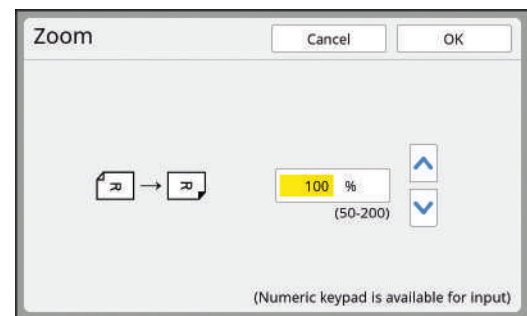 Zoom
Cancel
OK
R
R
100 %
(50-200)
(Numeric keypad is available for input)